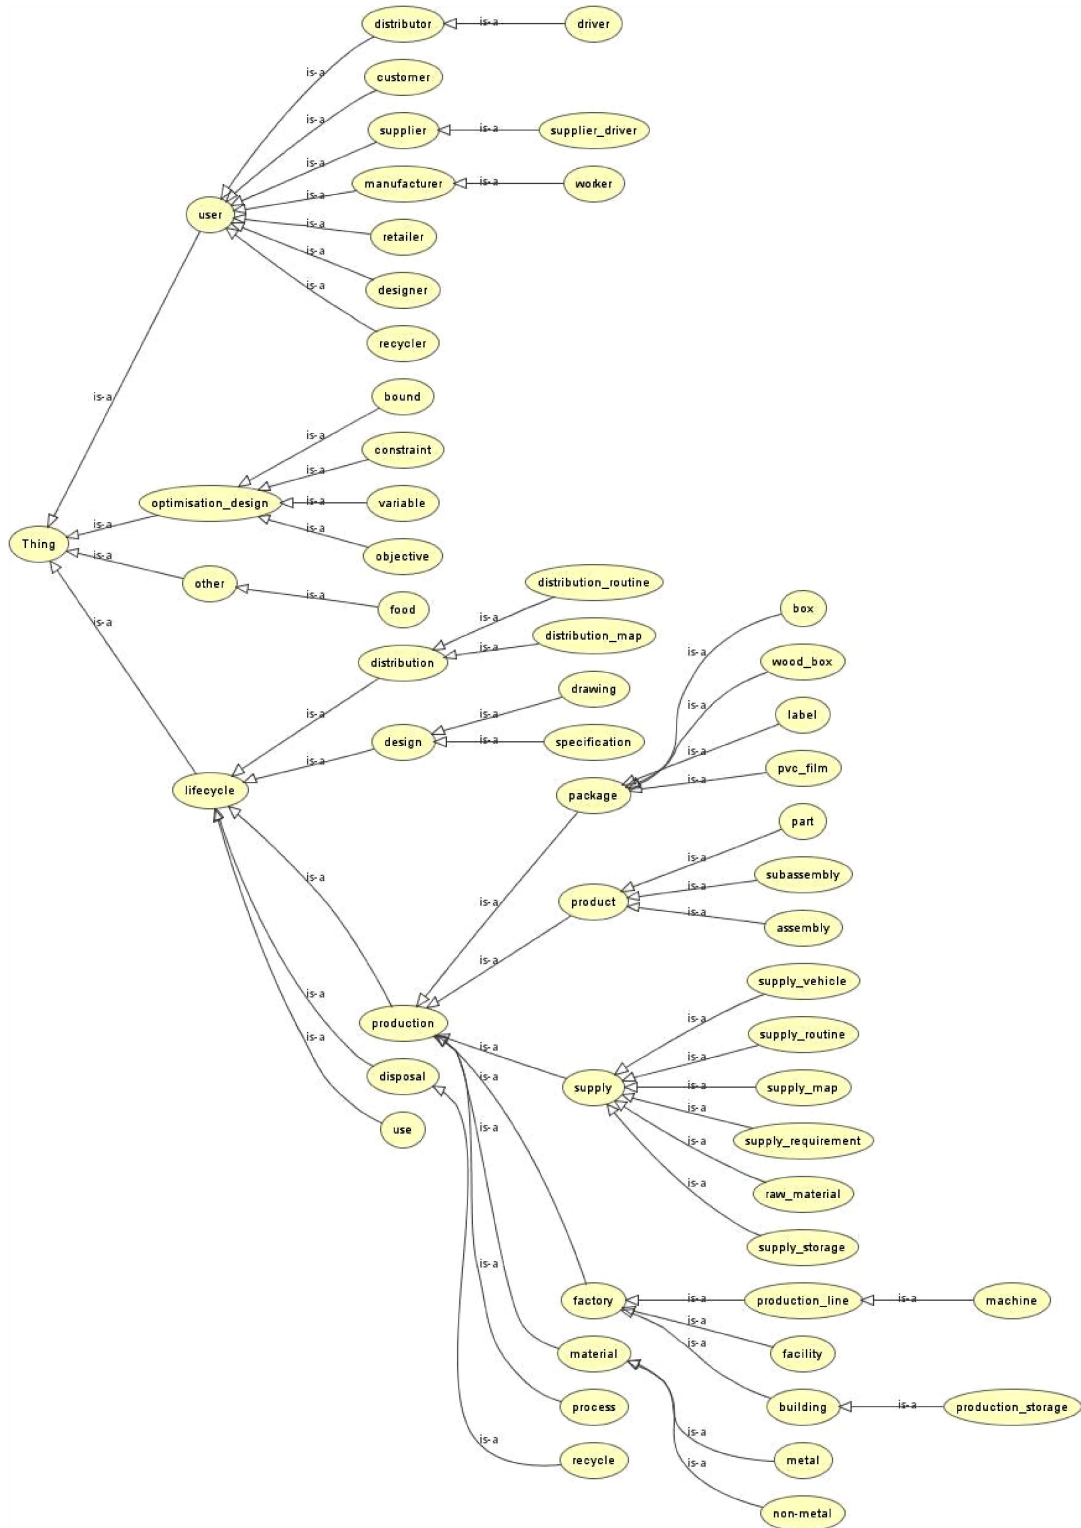 distributor
is-a
driver
is-a
customer
is-a
supplier
is-a
supplier_driver
is-a
manufacturer
is-a
worker
is-a
user
is-a
retailer
is-a
designer
is-a
recycler
is-a
bound
is-a
constraint
is-a
optimisation_design
is-a
variable
is-a
objective
is-a
Thing
is-a
other
is-a
food
is-a
distribution_routine
is-a
distribution_map
is-a
distribution
is-a
drawing
is-a
design
is-a
specification
is-a
lifecycle
is-a
box
is-a
wood_box
is-a
label
is-a
pvc_film
is-a
package
is-a
part
is-a
subassembly
is-a
product
is-a
assembly
is-a
supply_vehicle
is-a
production
is-a
supply_routine
is-a
disposal
is-a
supply
is-a
supply_map
is-a
use
is-a
supply_requirement
is-a
raw_material
is-a
supply_storage
is-a
factory
is-a
production_line
is-a
machine
material
is-a
facility
process
is-a
building
is-a
production_storage
recycle
is-a
metal
is-a
non-metal